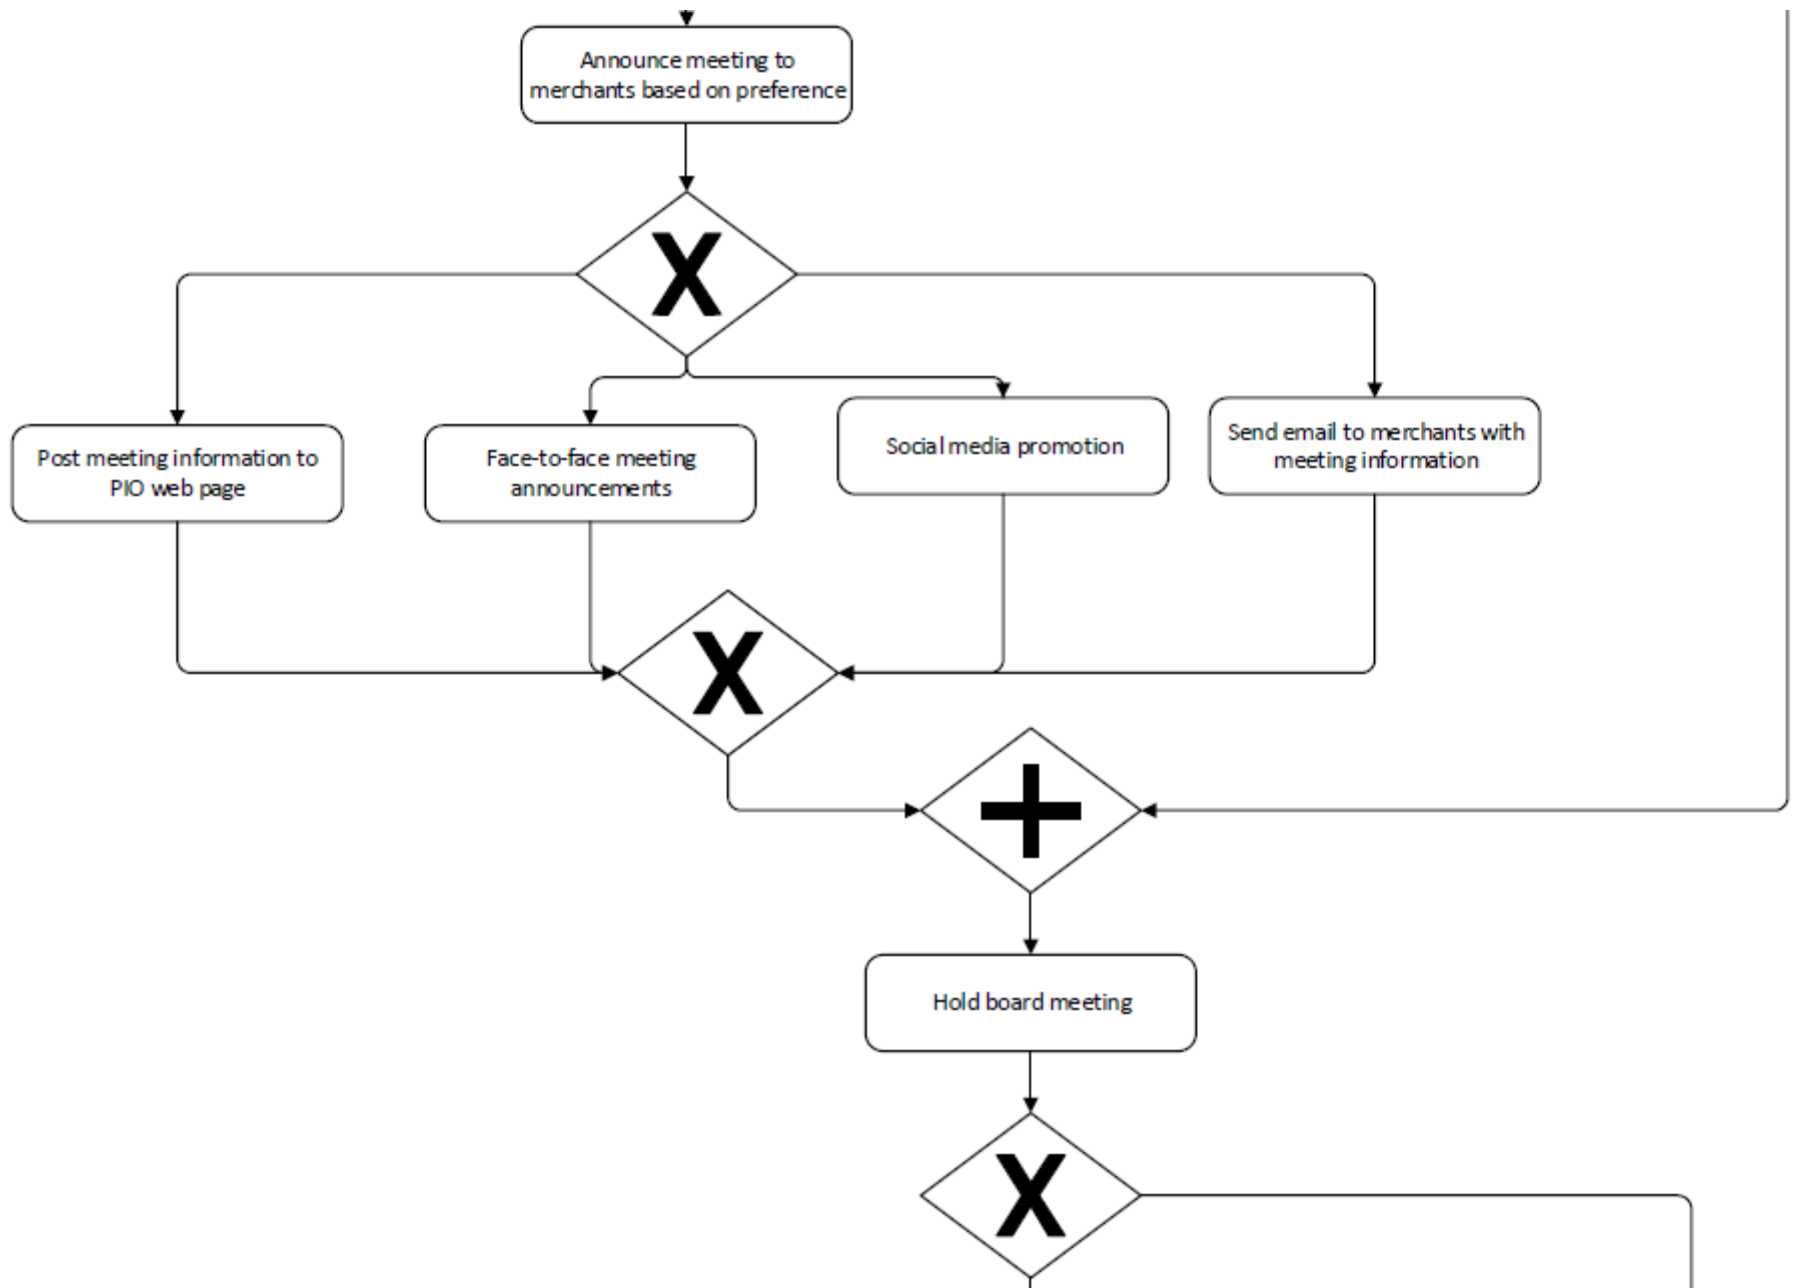 Announce meeting to
merchants based on preference
X
Post meeting information to
PIO web page
Face-to-face meeting
announcements
Social media promotion
Send email to merchants with
meeting information
X
+
Hold board meeting
X